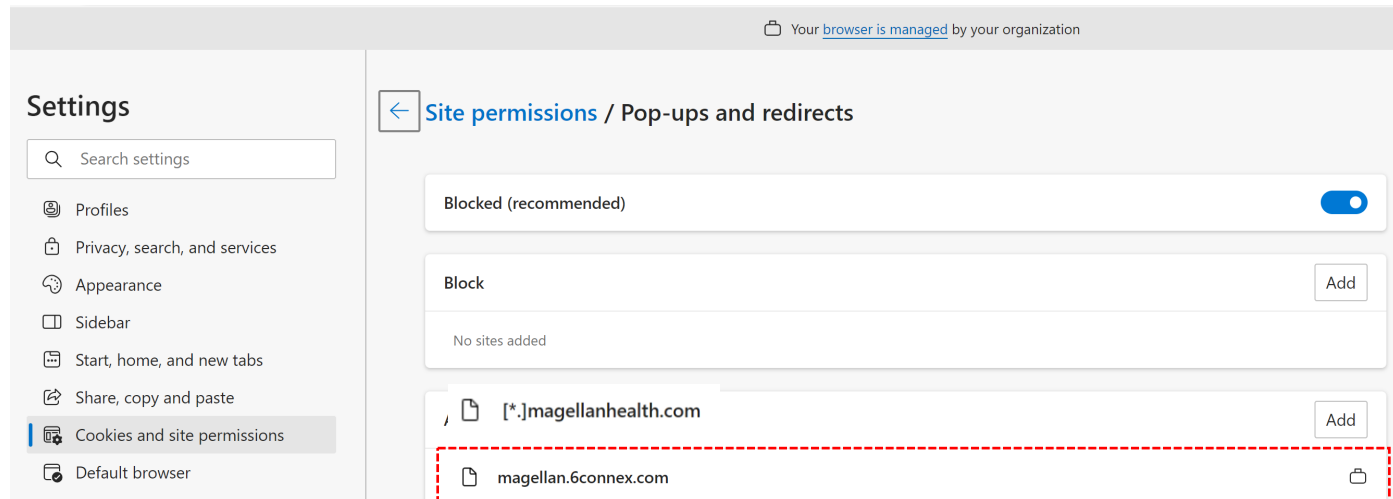 Your browser is managed by your organization
Settings
Search settings
Profiles
Privacy, search, and services
Appearance
Sidebar
Start, home, and new tabs
Share, copy and paste
Cookies and site permissions
Default browser
Site permissions / Pop-ups and redirects
Blocked (recommended)
Block
Add
No sites added
[*.]magellanhealth.com
Add
magellan.6connex.com